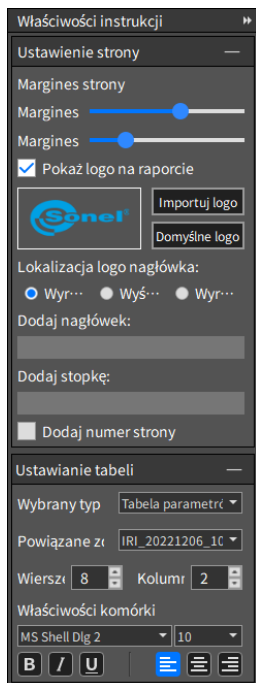 Właściwości instrukcji
Ustawienie strony
Margines strony
Margines
Margines
Pokaż logo na raporcie
Sonel
Importuj logo
Domyślne logo
Lokalizacja logo nagłówka:
Wyr··· Wyś··· Wyr···
Dodaj nagłówek:
Dodaj stopkę:
Dodaj numer strony
Ustawianie tabeli
Wybrany typ Tabela parametrć
Powiązane zc IRI_20221206_10
Wiersze 8 Kolumr 2
Właściwości komórki
MS Shell Dlg 2 10
B I U